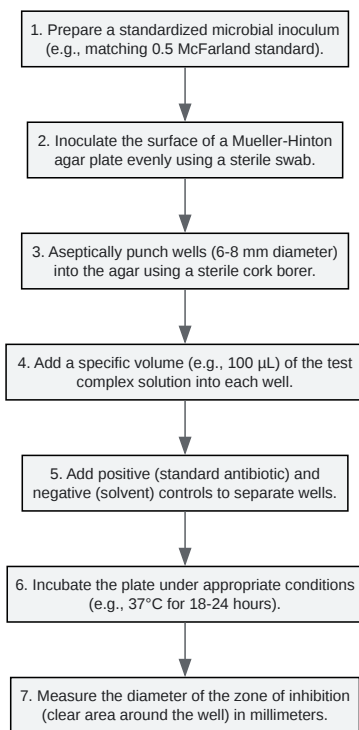 1. Prepare a standardized microbial inoculum
(e.g., matching 0.5 McFarland standard).
2. Inoculate the surface of a Mueller-Hinton
agar plate evenly using a sterile swab.
3. Aseptically punch wells (6-8 mm diameter)
into the agar using a sterile cork borer.
4. Add a specific volume (e.g., 100 µL) of the test
complex solution into each well.
5. Add positive (standard antibiotic) and
negative (solvent) controls to separate wells.
6. Incubate the plate under appropriate conditions
(e.g., 37°C for 18-24 hours).
7. Measure the diameter of the zone of inhibition
(clear area around the well) in millimeters.